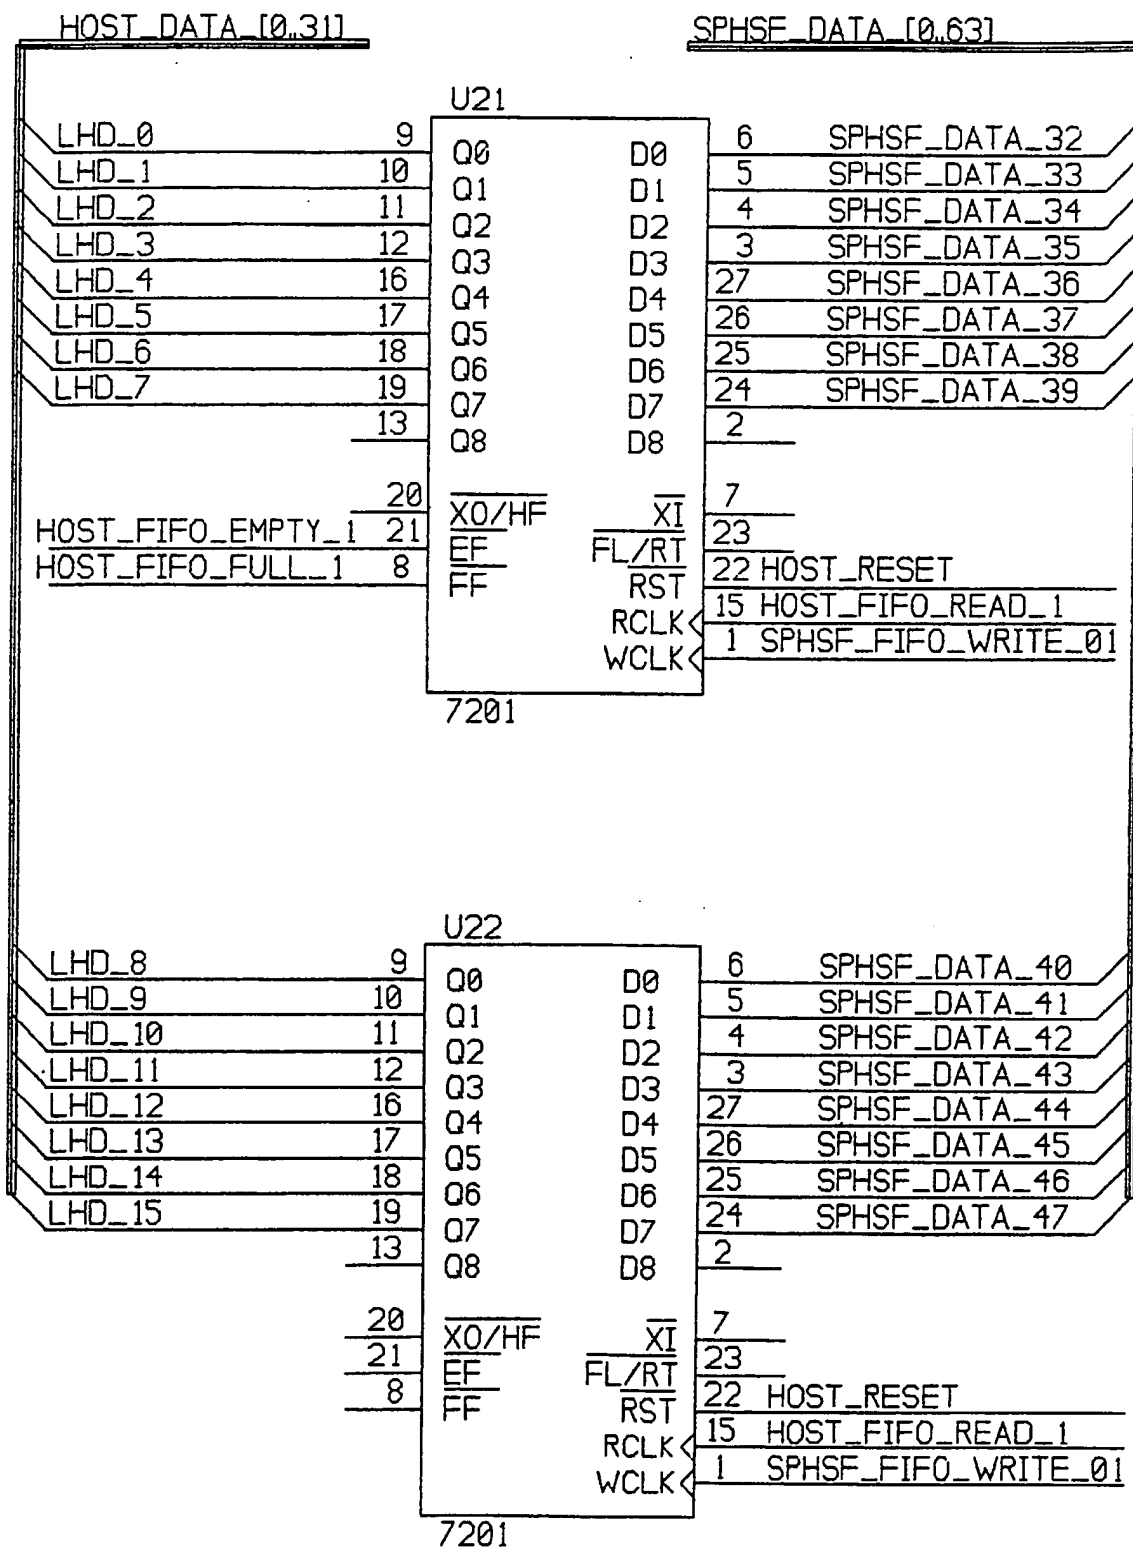 HOST_DATA_[0..31] SPHSF_DATA_[0..63]
U21
LHD_0 9 Q0 D0 6 SPHSF_DATA_32
LHD_1 10 Q1 D1 5 SPHSF_DATA_33
LHD_2 11 Q2 D2 4 SPHSF_DATA_34
LHD_3 12 Q3 D3 3 SPHSF_DATA_35
LHD_4 16 Q4 D4 27 SPHSF_DATA_36
LHD_5 17 Q5 D5 26 SPHSF_DATA_37
LHD_6 18 Q6 D6 25 SPHSF_DATA_38
LHD_7 19 Q7 D7 24 SPHSF_DATA_39
13 Q8 D8 2
20 XO/HF XI 7
HOST_FIFO_EMPTY_1 21 EF FL/RT 23
HOST_FIFO_FULL_1 8 FF RST 22 HOST_RESET
RCLK 15 HOST_FIFO_READ_1
WCLK 1 SPHSF_FIFO_WRITE_01
7201
U22
LHD_8 9 Q0 D0 6 SPHSF_DATA_40
LHD_9 10 Q1 D1 5 SPHSF_DATA_41
LHD_10 11 Q2 D2 4 SPHSF_DATA_42
LHD_11 12 Q3 D3 3 SPHSF_DATA_43
LHD_12 16 Q4 D4 27 SPHSF_DATA_44
LHD_13 17 Q5 D5 26 SPHSF_DATA_45
LHD_14 18 Q6 D6 25 SPHSF_DATA_46
LHD_15 19 Q7 D7 24 SPHSF_DATA_47
13 Q8 D8 2
20 XO/HF XI 7
21 EF FL/RT 23
8 FF RST 22 HOST_RESET
RCLK 15 HOST_FIFO_READ_1
WCLK 1 SPHSF_FIFO_WRITE_01
7201